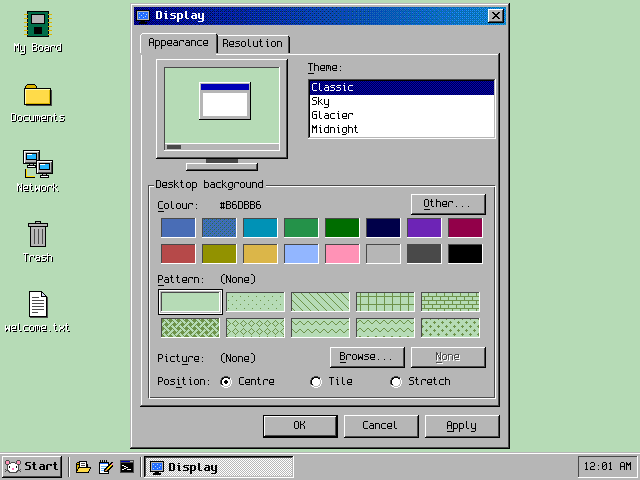 Display
Appearance
Resolution
My Board
Documents
Network
Trash
welcome.txt
Theme:
Classic
Sky
Glacier
Midnight
Desktop background
Colour: #B6DBB6
Other...
Pattern: (None)
Picture: (None)
Browse...
None
Position: Centre Tile Stretch
OK
Cancel
Apply
Start
Display
12:01 AM